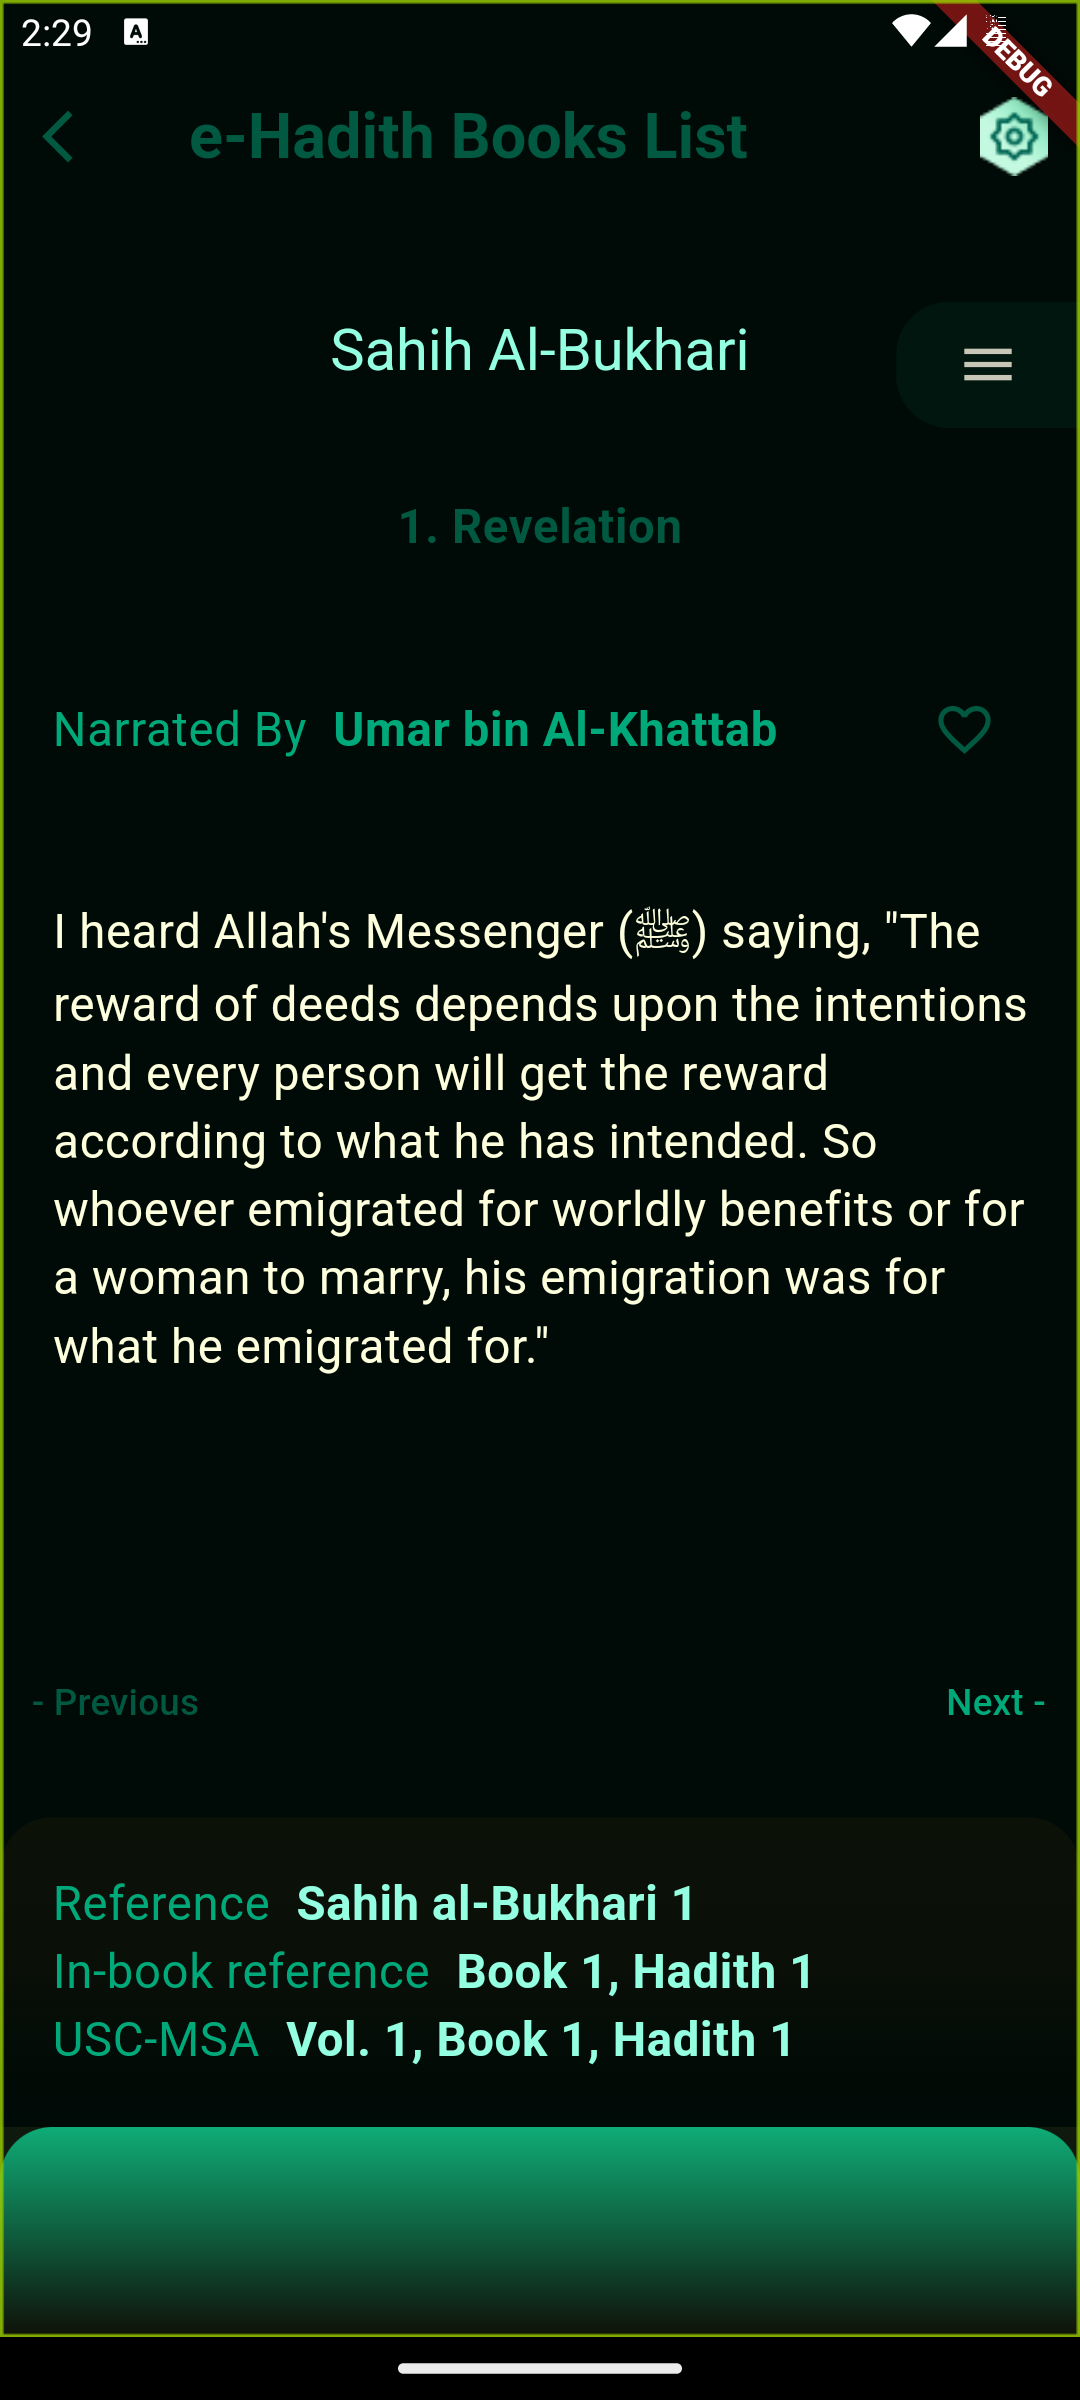 2:29
A
DEBUG
e-Hadith Books List
Sahih Al-Bukhari
1. Revelation
Narrated By Umar bin Al-Khattab
I heard Allah's Messenger (ﷺ) saying, "The
reward of deeds depends upon the intentions
and every person will get the reward
according to what he has intended. So
whoever emigrated for worldly benefits or for
a woman to marry, his emigration was for
what he emigrated for."
- Previous
Next -
Reference Sahih al-Bukhari 1
In-book reference Book 1, Hadith 1
USC-MSA Vol. 1, Book 1, Hadith 1